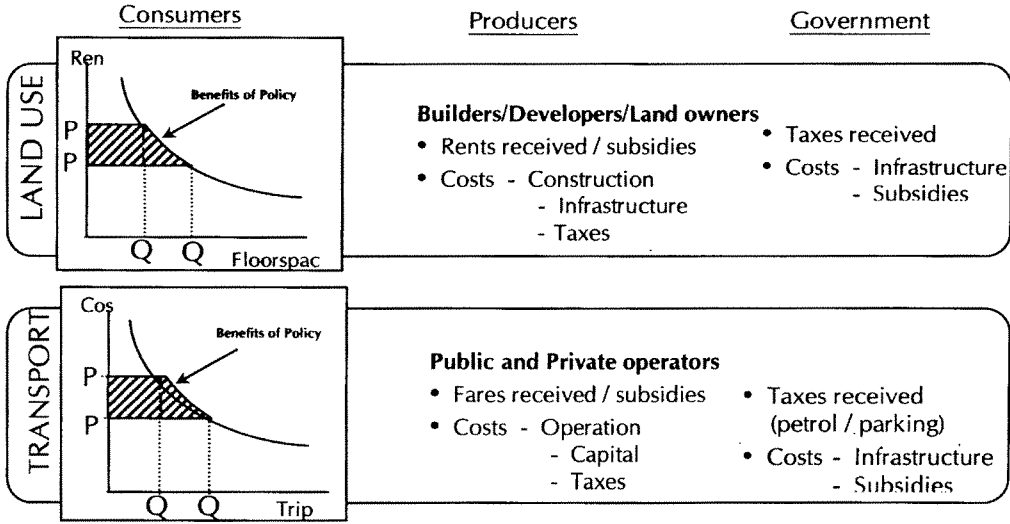 Consumers
Producers
Government
LAND USE
Ren
Benefits of Policy
P
P
Q Q
Floorspac
Builders/Developers/Land owners
• Rents received / subsidies
• Costs - Construction
- Infrastructure
- Taxes
• Taxes received
• Costs - Infrastructure
- Subsidies
TRANSPORT
Cos
Benefits of Policy
P
P
Q Q
Trip
Public and Private operators
• Fares received / subsidies
• Costs - Operation
- Capital
- Taxes
• Taxes received
(petrol / parking)
• Costs - Infrastructure
- Subsidies